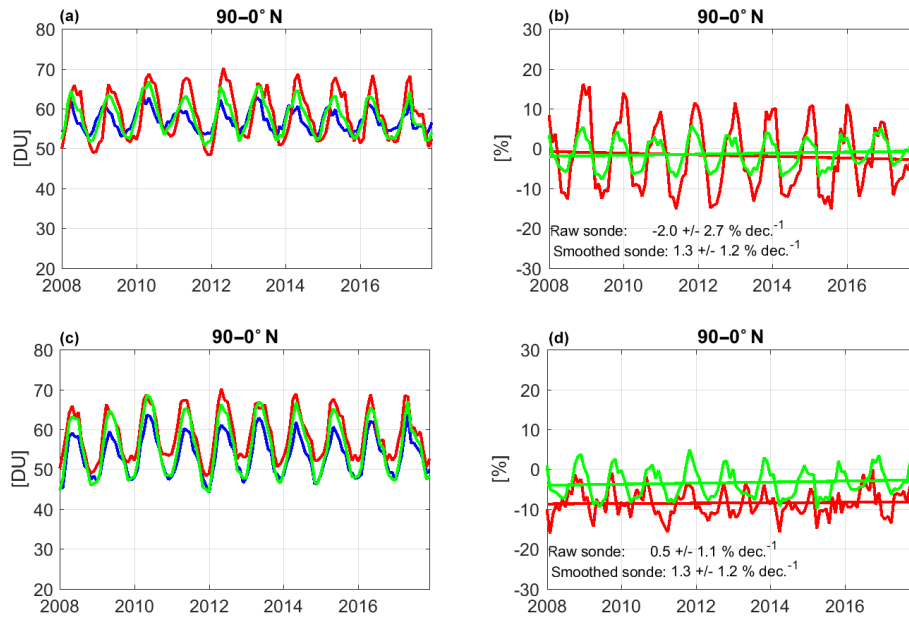 (a) 90–0° N
80
70
60
50
40
30
20
[DU]
2008 2010 2012 2014 2016
(b) 90–0° N
30
20
10
0
-10
-20
-30
[%]
Raw sonde: -2.0 +/- 2.7 % dec.⁻¹
Smoothed sonde: 1.3 +/- 1.2 % dec.⁻¹
2008 2010 2012 2014 2016
(c) 90–0° N
80
70
60
50
40
30
20
[DU]
2008 2010 2012 2014 2016
(d) 90–0° N
30
20
10
0
-10
-20
-30
[%]
Raw sonde: 0.5 +/- 1.1 % dec.⁻¹
Smoothed sonde: 1.3 +/- 1.2 % dec.⁻¹
2008 2010 2012 2014 2016